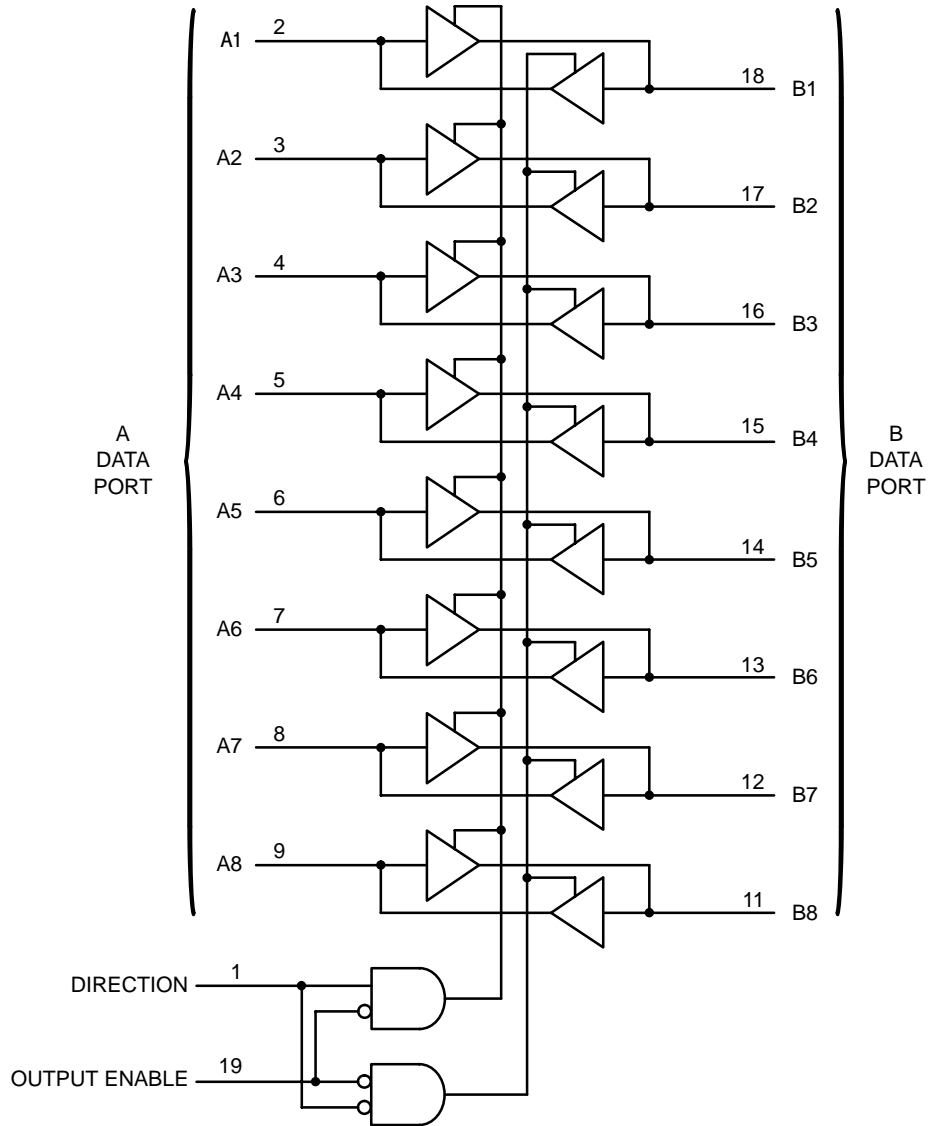 A1 2
18 B1
A2 3
17 B2
A3 4
16 B3
A4 5
15 B4
A
DATA
PORT
B
DATA
PORT
A5 6
14 B5
A6 7
13 B6
A7 8
12 B7
A8 9
11 B8
DIRECTION 1
OUTPUT ENABLE 19